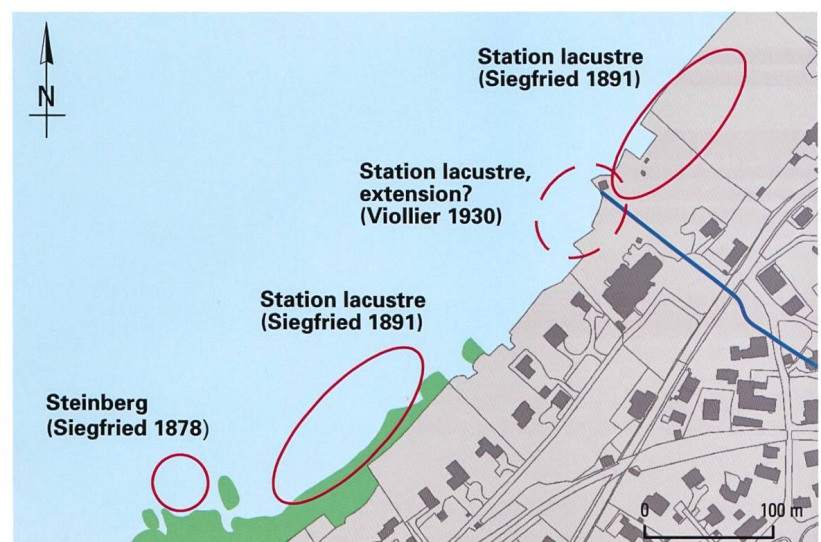 N
Station lacustre
(Siegfried 1891)
Station lacustre,
extension?
(Viollier 1930)
Station lacustre
(Siegfried 1891)
Steinberg
(Siegfried 1878)
0 100 m